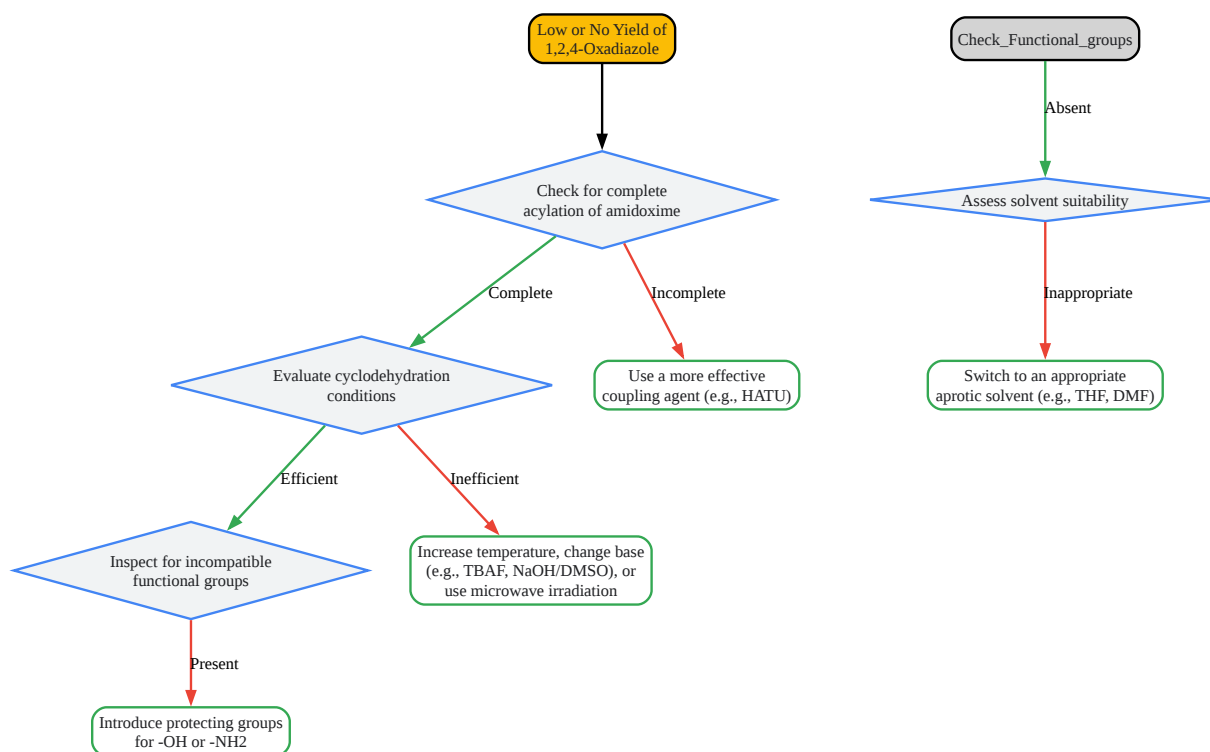 Low or No Yield of
1,2,4-Oxadiazole
Check_Functional_groups
Absent
Check for complete
acylation of amidoxime
Assess solvent suitability
Complete
Incomplete
Inappropriate
Evaluate cyclodehydration
conditions
Use a more effective
coupling agent (e.g., HATU)
Switch to an appropriate
aprotic solvent (e.g., THF, DMF)
Efficient
Inefficient
Inspect for incompatible
functional groups
Increase temperature, change base
(e.g., TBAF, NaOH/DMSO), or
use microwave irradiation
Present
Introduce protecting groups
for -OH or -NH2